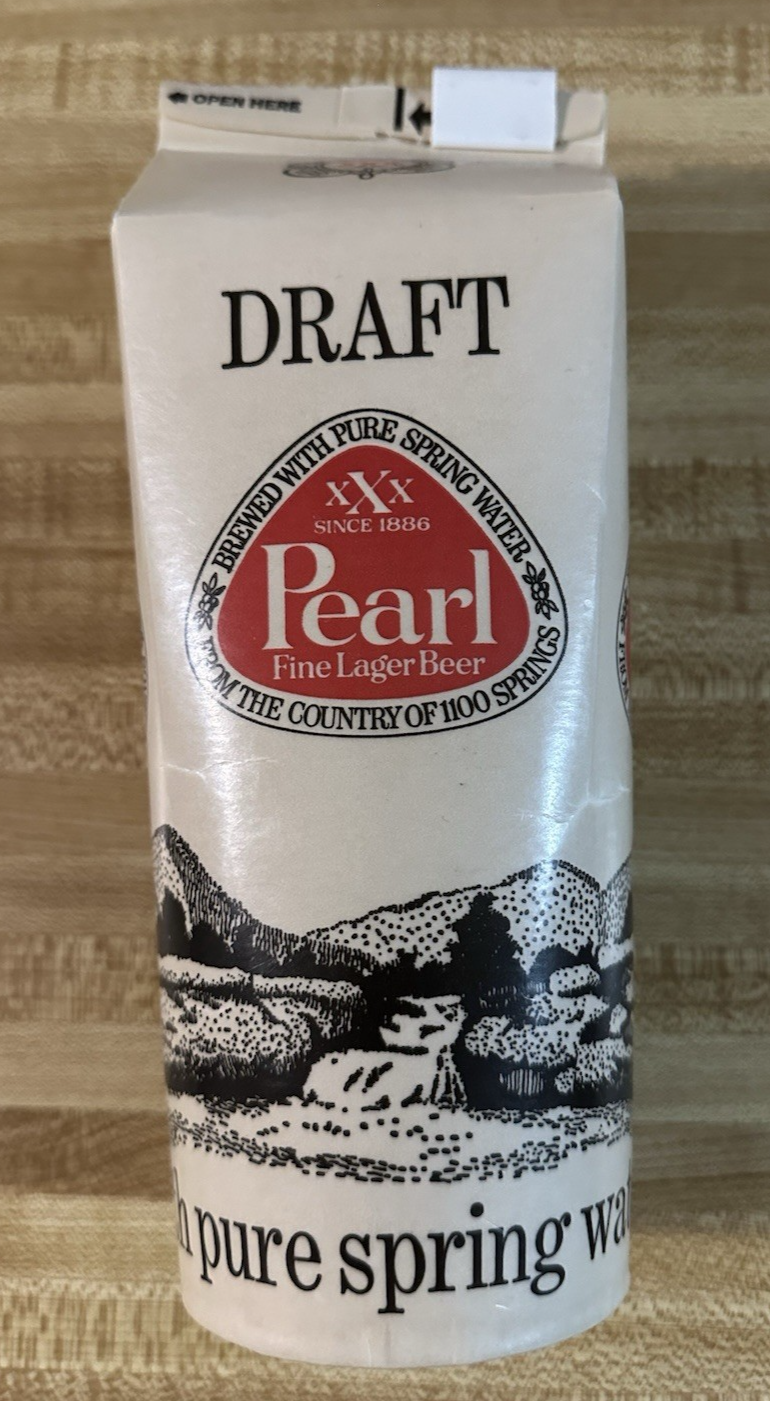 OPEN HERE
DRAFT
BREWED WITH PURE SPRING WATER
xXx
SINCE 1886
Pearl
Fine Lager Beer
FROM THE COUNTRY OF 1100 SPRINGS
pure spring